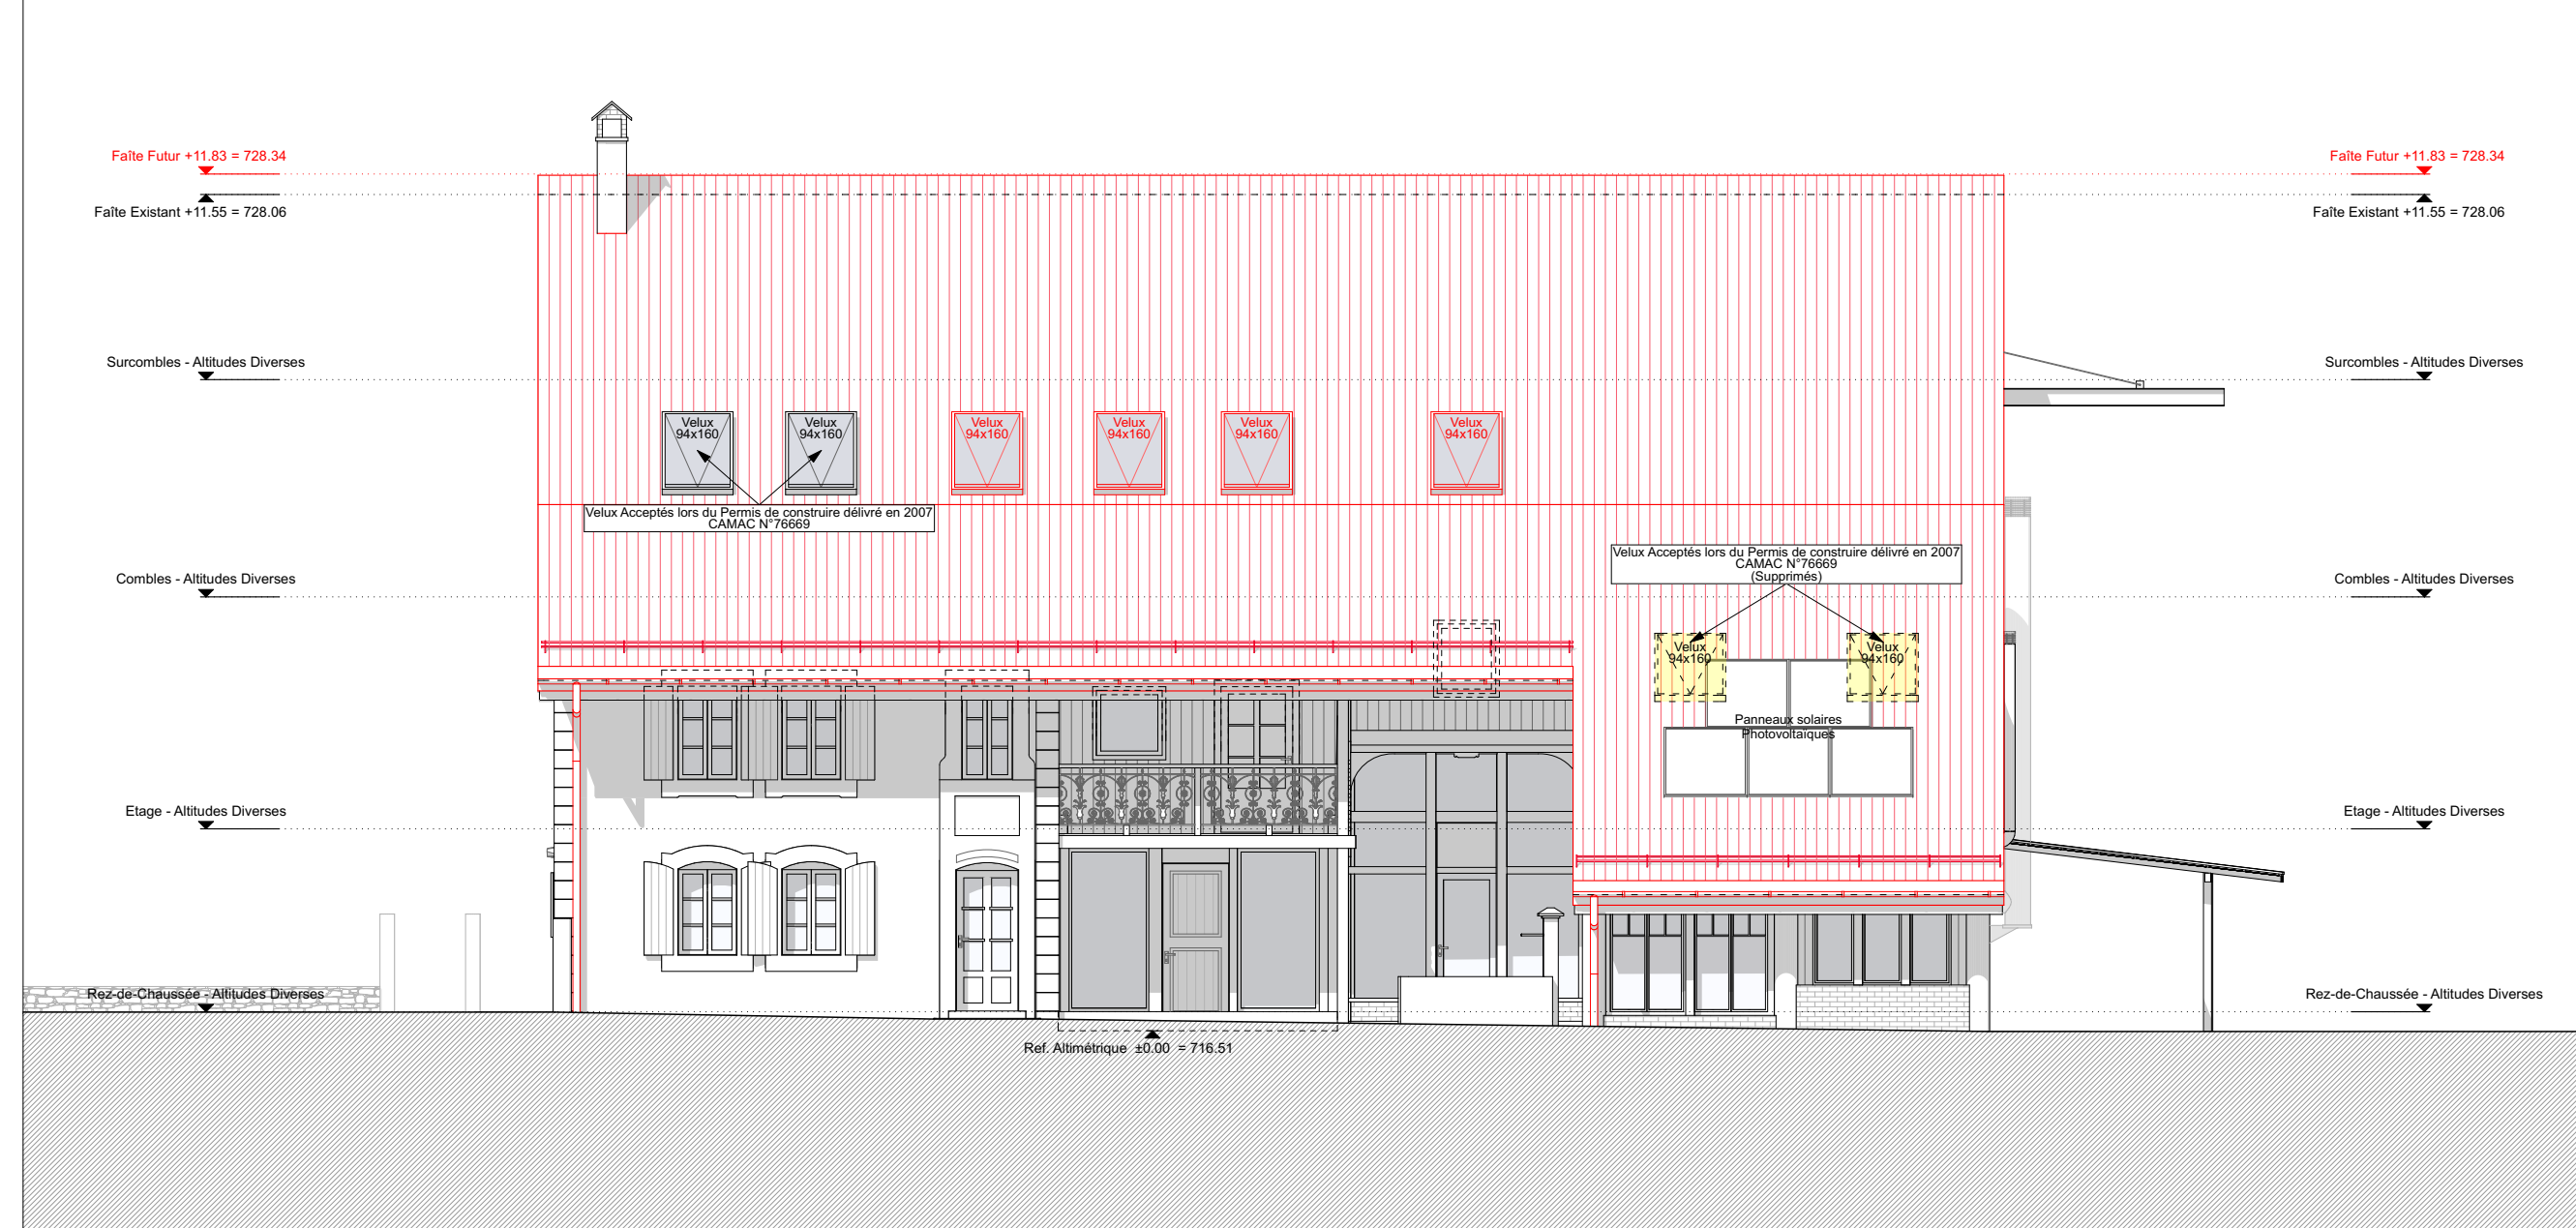 Faîte Futur +11.83 = 728.34
Faîte Futur +11.83 = 728.34
Faîte Existant +11.55 = 728.06
Faîte Existant +11.55 = 728.06
Surcombles - Altitudes Diverses
Surcombles - Altitudes Diverses
Velux
94x160
Velux
94x160
Velux
94x160
Velux
94x160
Velux
94x160
Velux
94x160
Velux Acceptés lors du Permis de construire délivré en 2007
CAMAC N°76669
Velux Acceptés lors du Permis de construire délivré en 2007
CAMAC N°76669
(Supprimés)
Combles - Altitudes Diverses
Combles - Altitudes Diverses
Velux
94x160
Velux
94x160
Panneaux solaires
Photovoltaïques
Etage - Altitudes Diverses
Etage - Altitudes Diverses
Rez-de-Chaussée - Altitudes Diverses
Rez-de-Chaussée - Altitudes Diverses
Ref. Altimétrique ±0.00 = 716.51